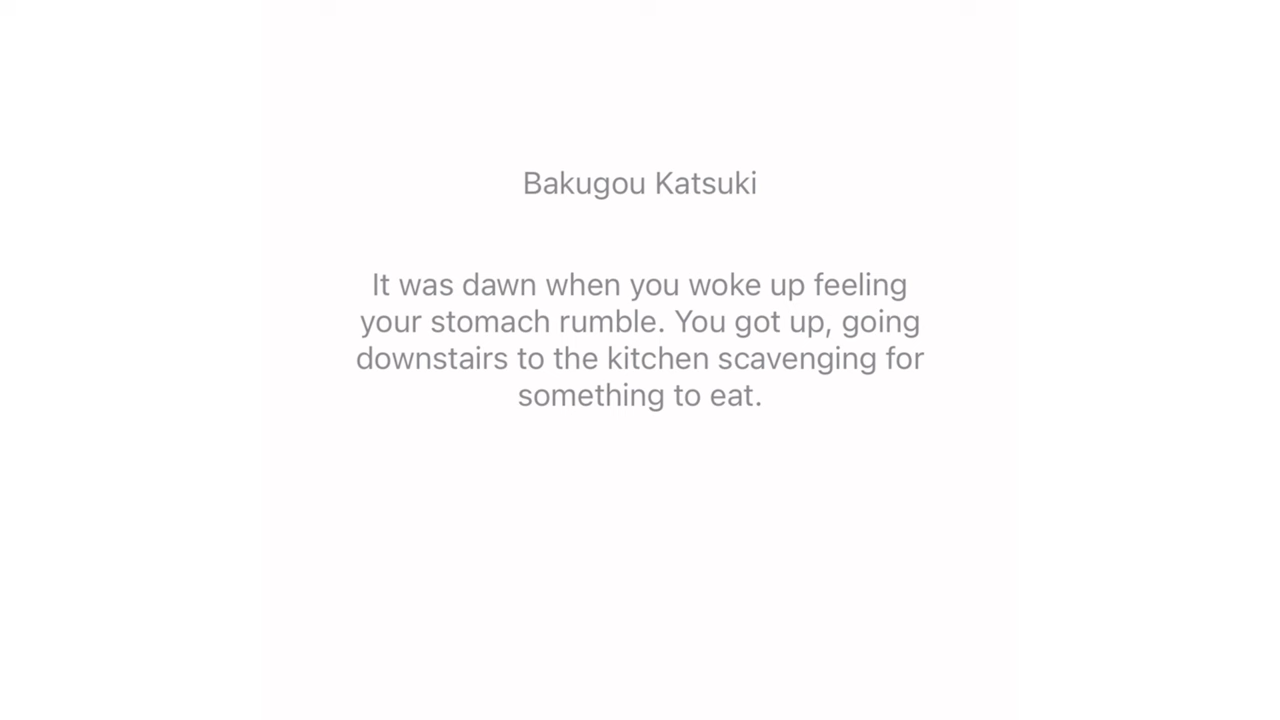 Bakugou Katsuki
It was dawn when you woke up feeling
your stomach rumble. You got up, going
downstairs to the kitchen scavenging for
something to eat.